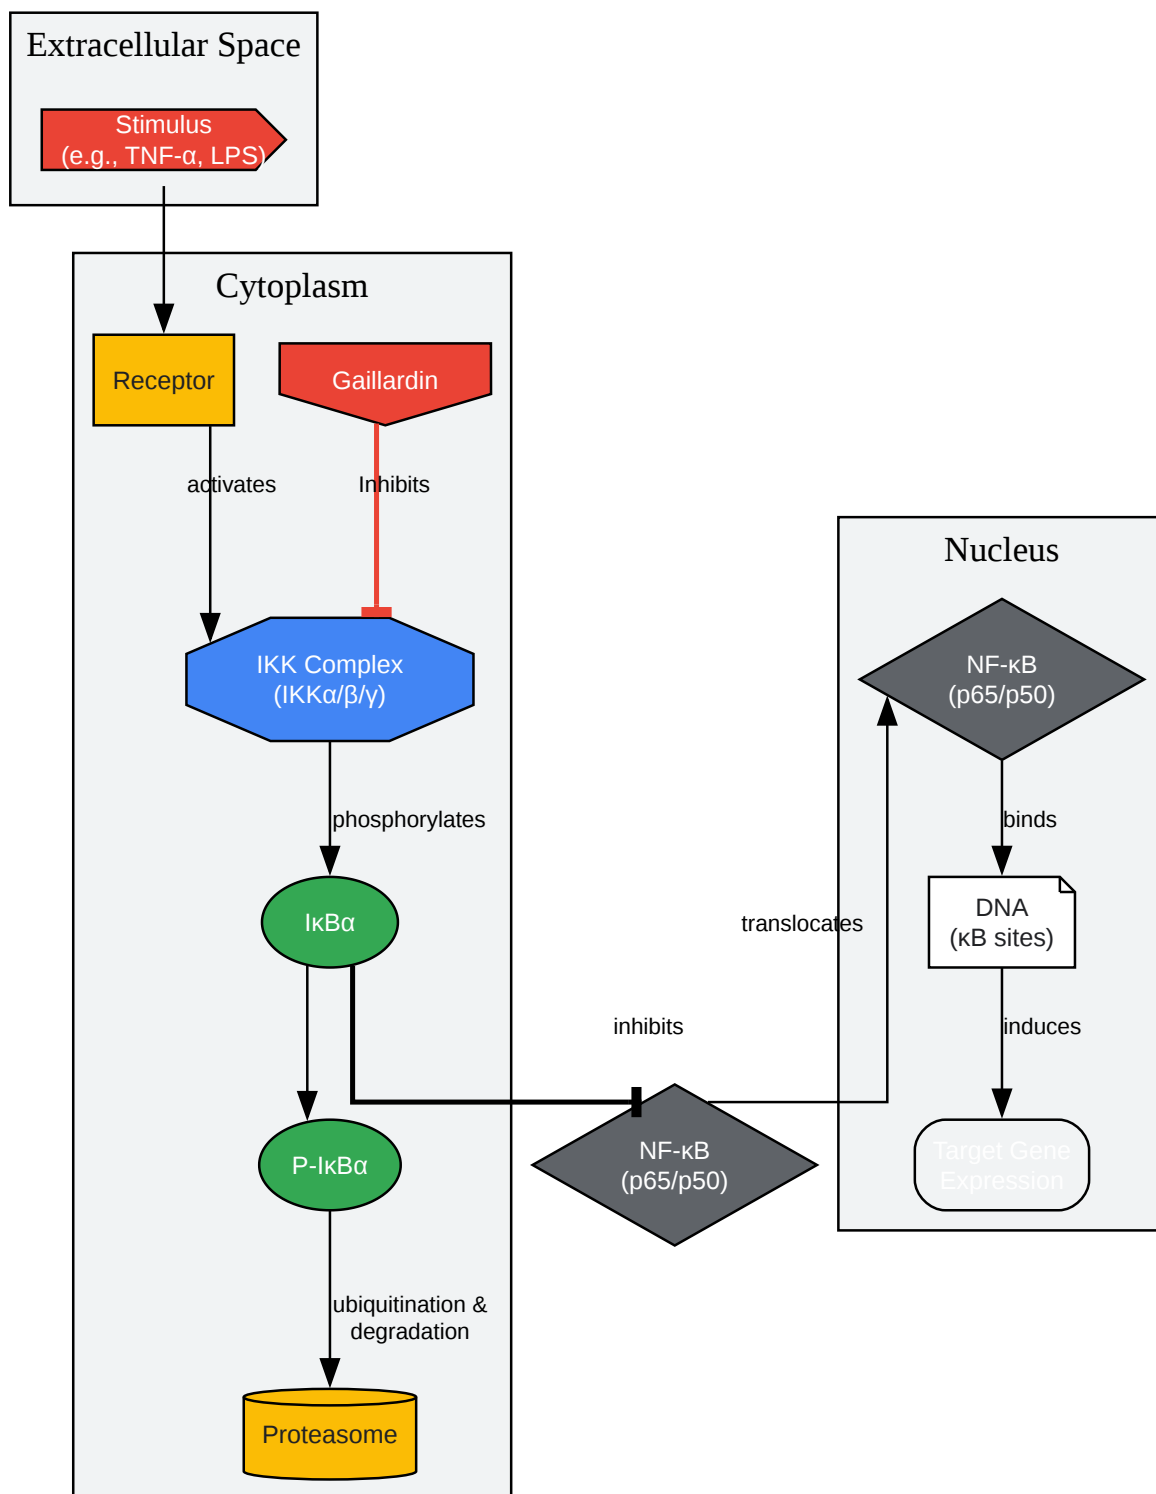 Extracellular Space
Stimulus
(e.g., TNF-α, LPS)
Cytoplasm
Receptor
Gaillardin
activates
Inhibits
IKK Complex
(IKKα/β/γ)
phosphorylates
IκBα
inhibits
P-IκBα
ubiquitination &
degradation
Proteasome
NF-κB
(p65/p50)
translocates
Nucleus
NF-κB
(p65/p50)
binds
DNA
(κB sites)
induces
Target Gene
Expression